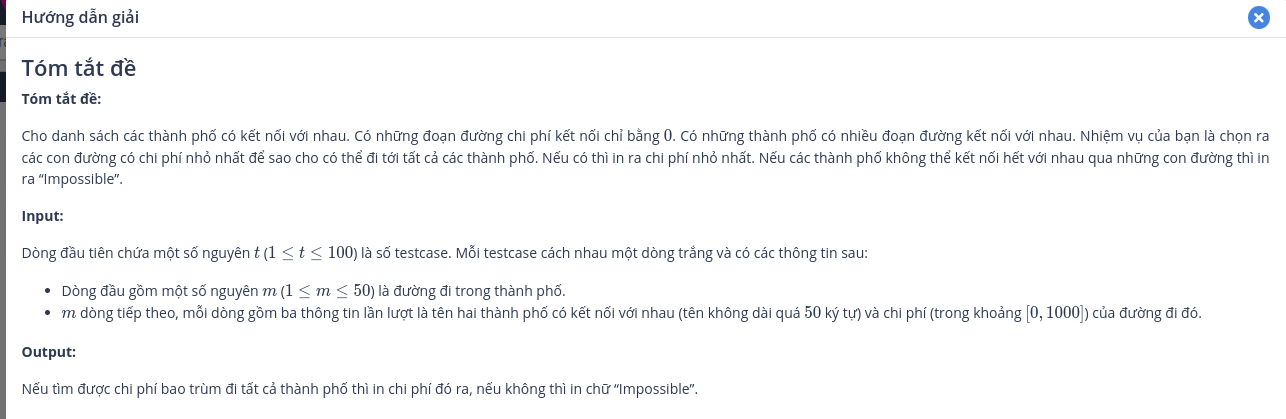 Hướng dẫn giải
Tóm tắt đề
Tóm tắt đề:
Cho danh sách các thành phố có kết nối với nhau. Có những đoạn đường chi phí kết nối chỉ bằng 0. Có những thành phố có nhiều đoạn đường kết nối với nhau. Nhiệm vụ của bạn là chọn ra
các con đường có chi phí nhỏ nhất để sao cho có thể đi tới tất cả các thành phố. Nếu có thì in ra chi phí nhỏ nhất. Nếu các thành phố không thể kết nối hết với nhau qua những con đường thì in
ra “Impossible”.
Input:
Dòng đầu tiên chứa một số nguyên t (1 ≤ t ≤ 100) là số testcase. Mỗi testcase cách nhau một dòng trắng và có các thông tin sau:
• Dòng đầu gồm một số nguyên m (1 ≤ m ≤ 50) là đường đi trong thành phố.
• m dòng tiếp theo, mỗi dòng gồm ba thông tin lần lượt là tên hai thành phố có kết nối với nhau (tên không dài quá 50 ký tự) và chi phí (trong khoảng [0, 1000]) của đường đi đó.
Output:
Nếu tìm được chi phí bao trùm đi tất cả thành phố thì in chi phí đó ra, nếu không thì in chữ “Impossible”.